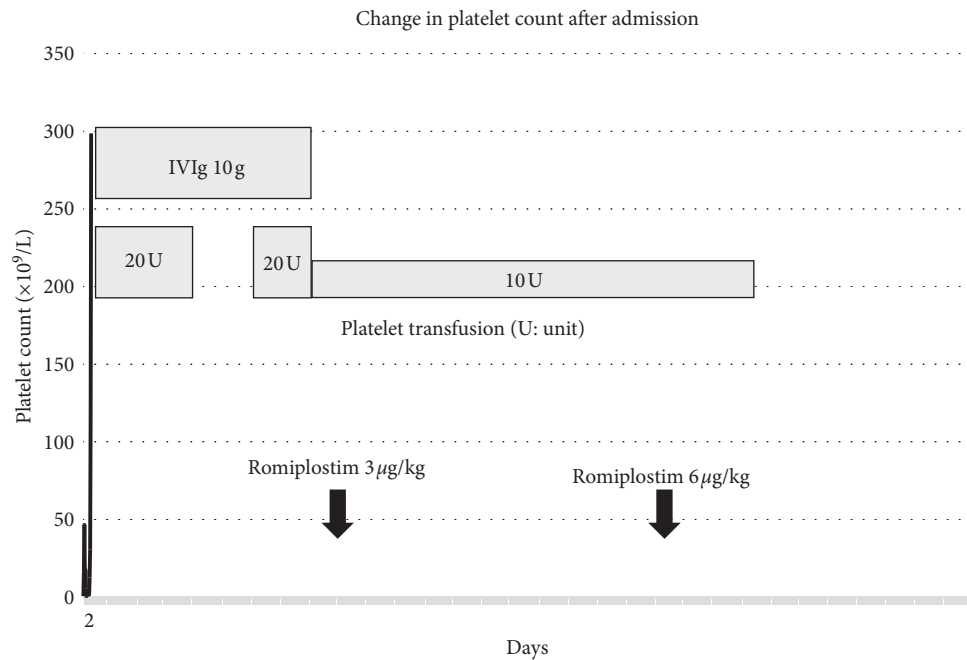 Change in platelet count after admission
350
300
250
200
150
100
50
0
Platelet count (×10⁹/L)
IVIg 10 g
20 U
20 U
10 U
Platelet transfusion (U: unit)
Romiplostim 3 μg/kg
Romiplostim 6 μg/kg
2
Days